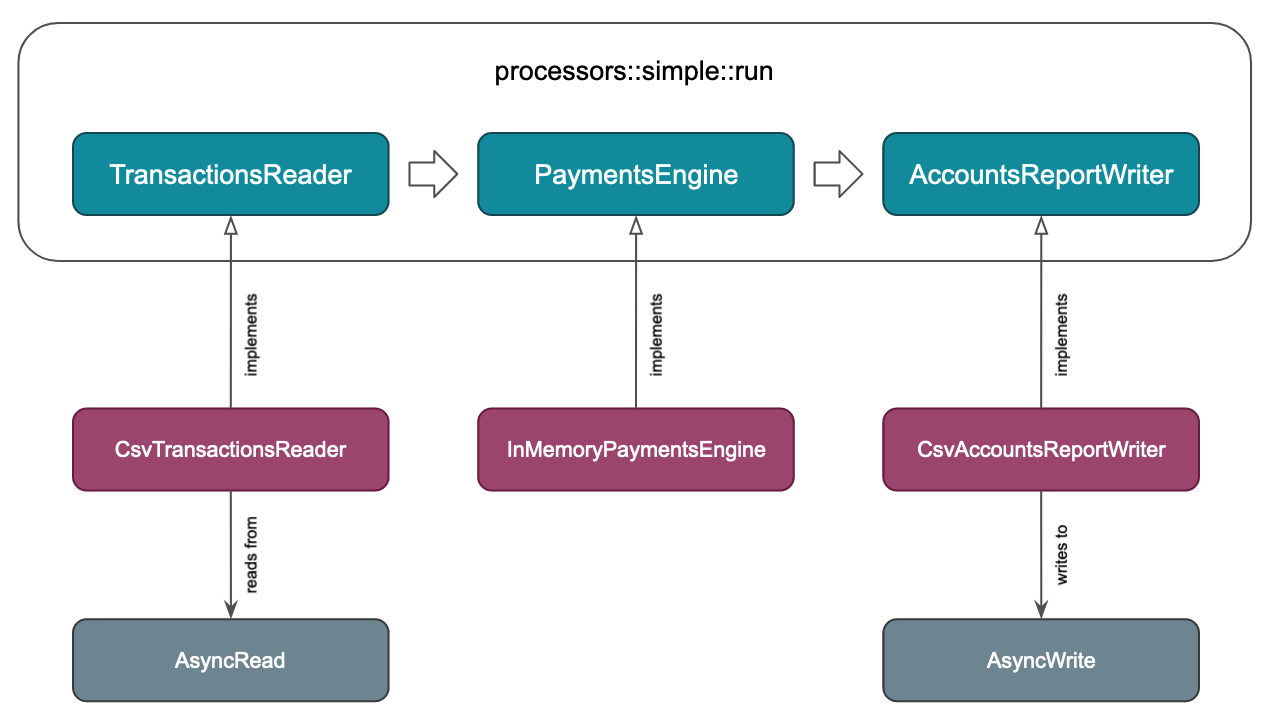 processors::simple::run
TransactionsReader
PaymentsEngine
AccountsReportWriter
implements
implements
implements
CsvTransactionsReader
InMemoryPaymentsEngine
CsvAccountsReportWriter
reads from
writes to
AsyncRead
AsyncWrite